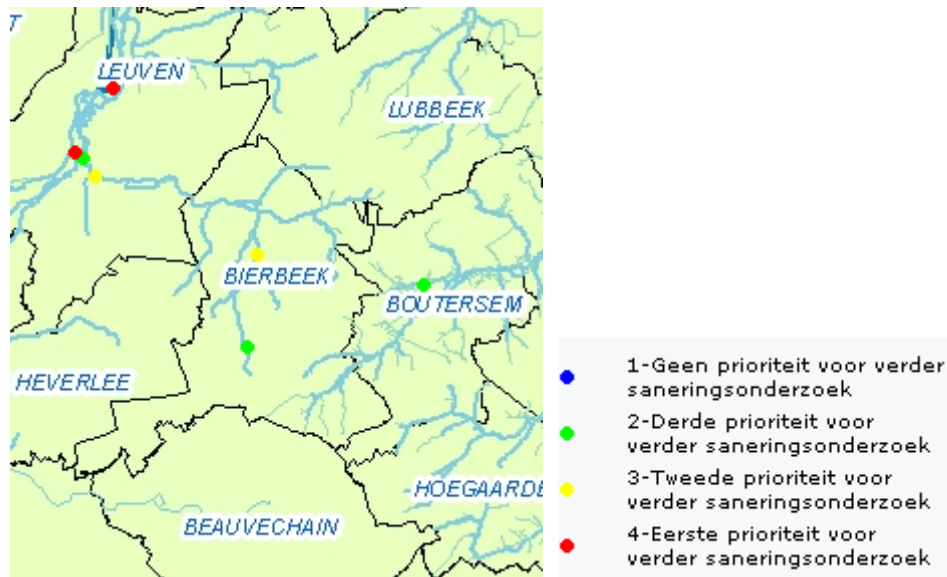 T
LEUVEN
LUBBEEK
BIERBEEK
BOUTERSEM
HEVERLEE
HOEGAARDE
BEAUVECHAIN
1-Geen prioriteit voor verder
saneringsonderzoek
2-Derde prioriteit voor
verder saneringsonderzoek
3-Tweede prioriteit voor
verder saneringsonderzoek
4-Eerste prioriteit voor
verder saneringsonderzoek